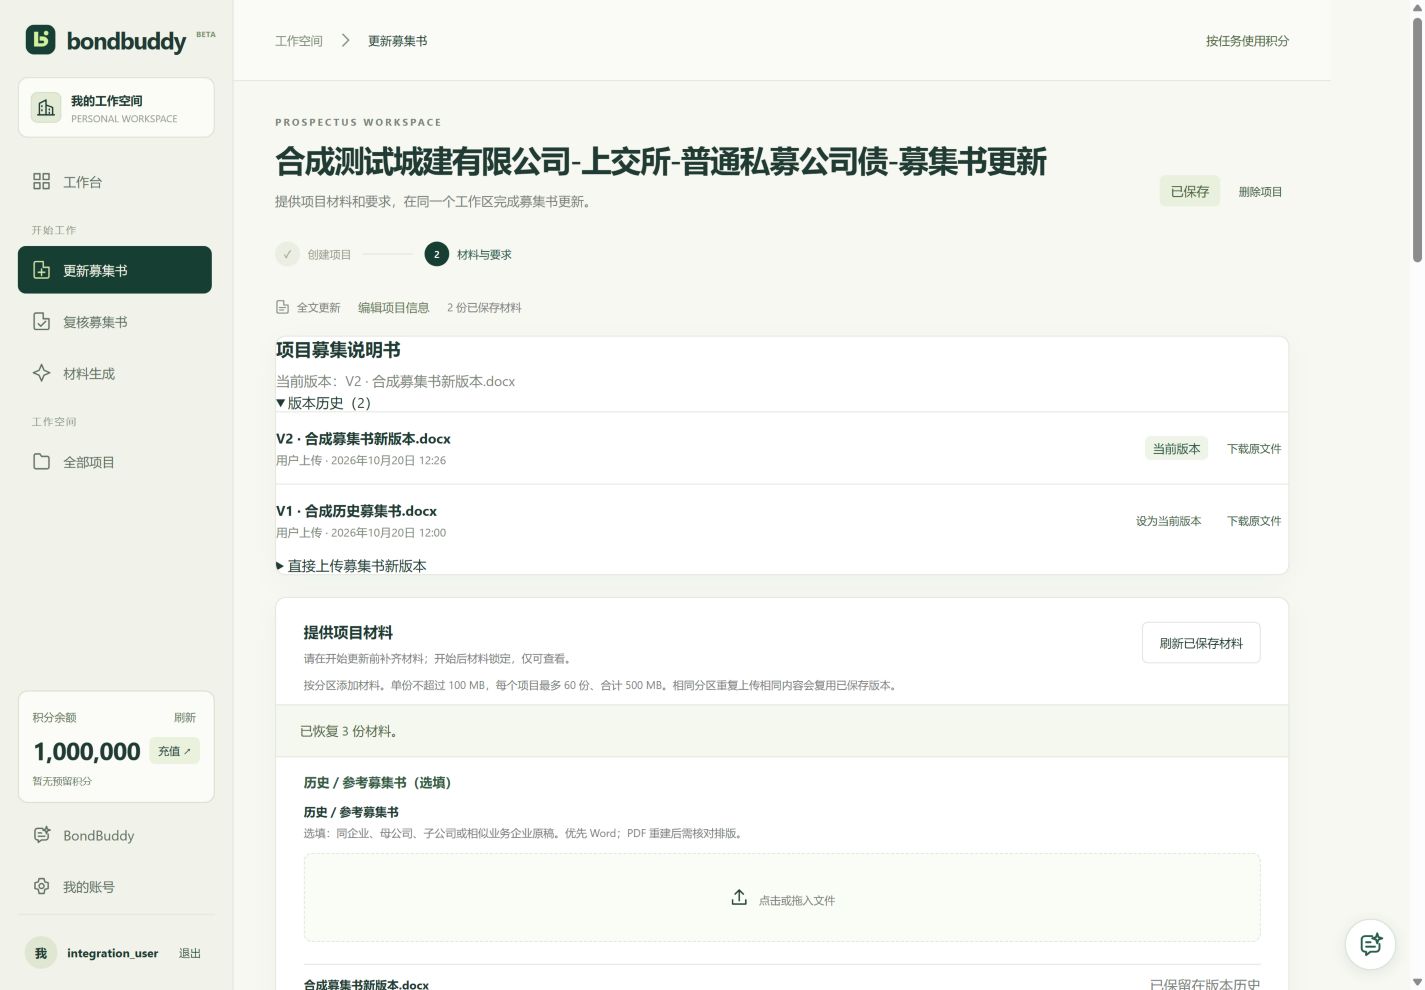 bondbuddy BETA
我的工作空间
PERSONAL WORKSPACE
工作台
开始工作
更新募集书
复核募集书
材料生成
工作空间
全部项目
积分余额 刷新
1,000,000 充值 ↗
暂无预留积分
BondBuddy
我的账号
我 integration_user 退出
工作空间 > 更新募集书 按任务使用积分
PROSPECTUS WORKSPACE
合成测试城建有限公司-上交所-普通私募公司债-募集书更新
提供项目材料和要求，在同一个工作区完成募集书更新。
已保存 删除项目
✓ 创建项目 2 材料与要求
全文更新 编辑项目信息 2 份已保存材料
项目募集说明书
当前版本：V2 · 合成募集书新版本.docx
▼版本历史（2）
V2 · 合成募集书新版本.docx
用户上传 · 2026年10月20日 12:26
当前版本 下载原文件
V1 · 合成历史募集书.docx
用户上传 · 2026年10月20日 12:00
设为当前版本 下载原文件
▶直接上传募集书新版本
提供项目材料
请在开始更新前补齐材料；开始后材料锁定，仅可查看。
按分区添加材料。单份不超过 100 MB，每个项目最多 60 份、合计 500 MB。相同分区重复上传相同内容会复用已保存版本。
刷新已保存材料
已恢复 3 份材料。
历史 / 参考募集书（选填）
历史 / 参考募集书
选填：同企业、母公司、子公司或相似业务企业原稿。优先 Word；PDF 重建后需核对排版。
点击或拖入文件
合成募集书新版本.docx 已保留在版本历史